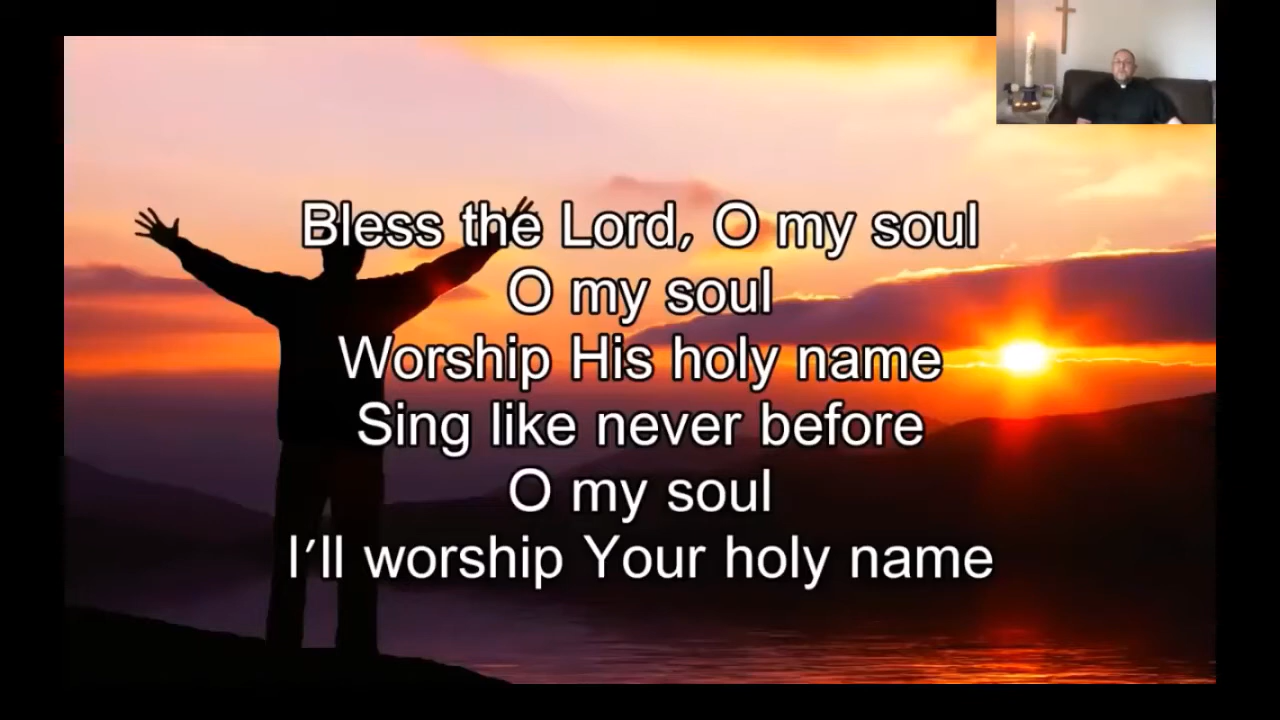 Bless the Lord, O my soul
O my soul
Worship His holy name
Sing like never before
O my soul
I’ll worship Your holy name